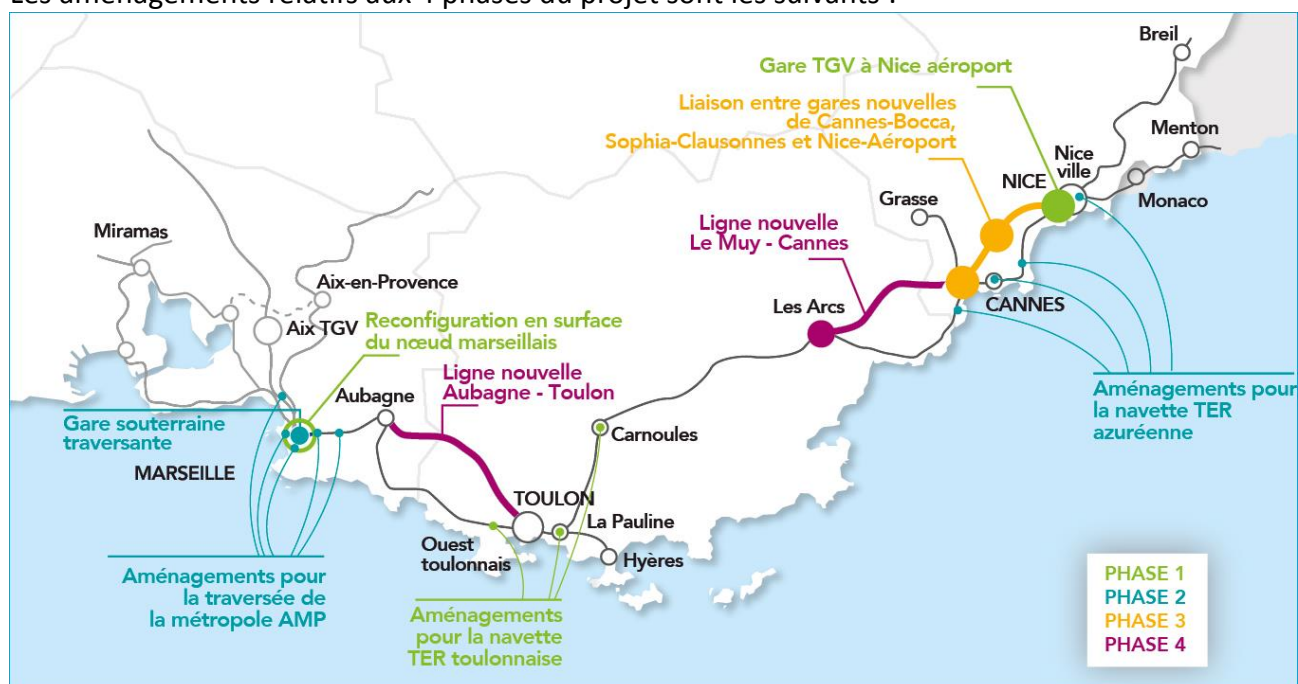 Les aménagements relatifs aux 4 phases du projet sont les suivants :
Breil
Gare TGV à Nice aéroport
Liaison entre gares nouvelles
de Cannes-Bocca,
Sophia-Clausonnes et Nice-Aéroport
Menton
Nice
ville
NICE
Monaco
Grasse
Ligne nouvelle
Le Muy - Cannes
Miramas
Aix-en-Provence
CANNES
Les Arcs
Aix TGV
Reconfiguration en surface
du nœud marseillais
Ligne nouvelle
Aubagne - Toulon
Aubagne
Aménagements pour
la navette TER
azuréenne
Gare souterraine
traversante
Carnoules
MARSEILLE
TOULON
La Pauline
Ouest
toulonnais
Hyères
Aménagements pour
la traversée de
la métropole AMP
Aménagements
pour la navette
TER toulonnaise
PHASE 1
PHASE 2
PHASE 3
PHASE 4